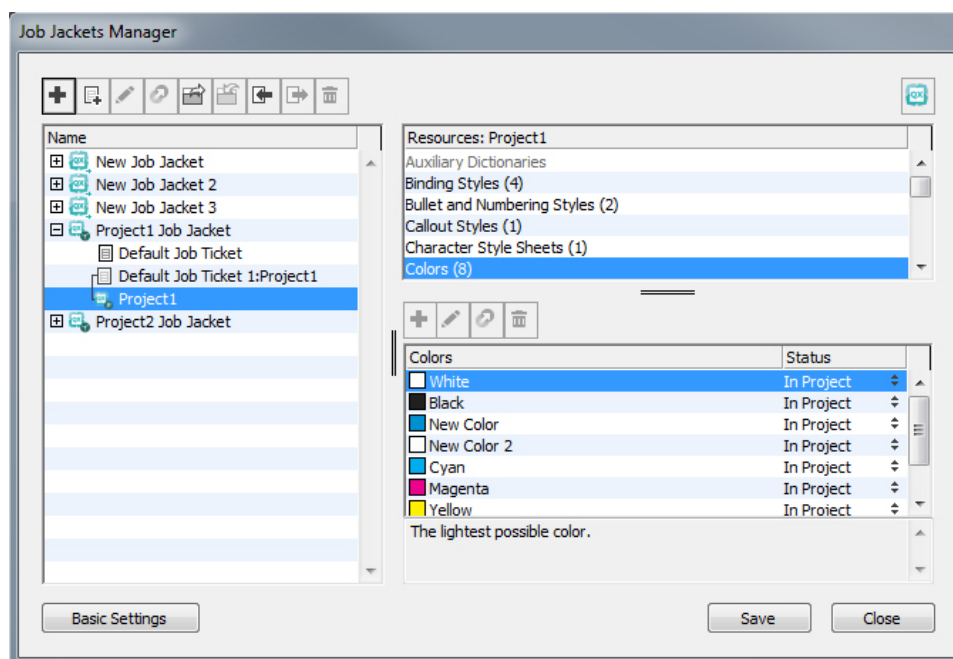 Job Jackets Manager
QX
Name
New Job Jacket
New Job Jacket 2
New Job Jacket 3
Project1 Job Jacket
Default Job Ticket
Default Job Ticket 1:Project1
Project1
Project2 Job Jacket
Resources: Project1
Auxiliary Dictionaries
Binding Styles (4)
Bullet and Numbering Styles (2)
Callout Styles (1)
Character Style Sheets (1)
Colors (8)
Colors Status
White In Project
Black In Project
New Color In Project
New Color 2 In Project
Cyan In Project
Magenta In Project
Yellow In Project
The lightest possible color.
Basic Settings
Save
Close